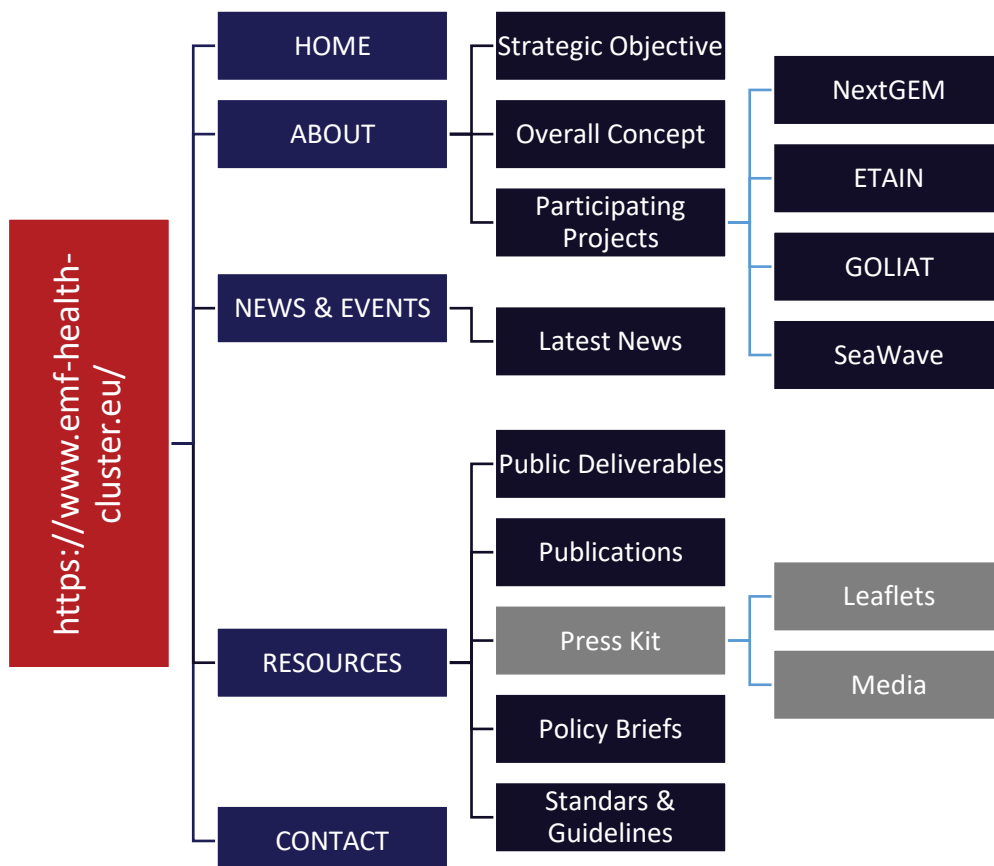 https://www.emf-health-
cluster.eu/
HOME
ABOUT
NEWS & EVENTS
RESOURCES
CONTACT
Strategic Objective
Overall Concept
Participating
Projects
Latest News
Public Deliverables
Publications
Press Kit
Policy Briefs
Standars &
Guidelines
NextGEM
ETAIN
GOLIAT
SeaWave
Leaflets
Media